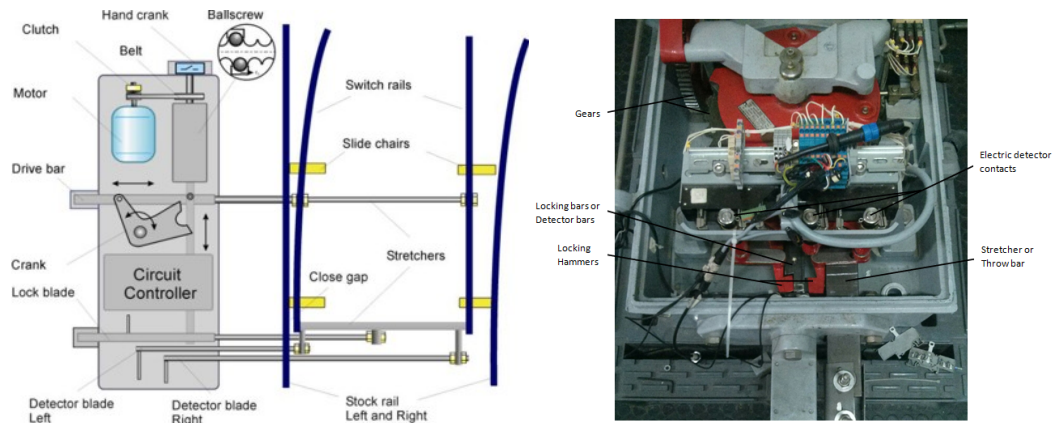 Hand crank
Ballscrew
Clutch
Belt
Motor
Switch rails
Slide chairs
Drive bar
Stretchers
Crank
Circuit
Controller
Close gap
Lock blade
Detector blade
Left
Detector blade
Right
Stock rail
Left and Right
Gears
Electric detector
contacts
Locking bars or
Detector bars
Locking
Hammers
Stretcher or
Throw bar